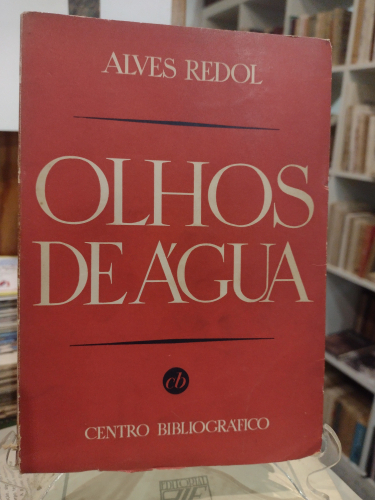 ALVES REDOL
OLHOS
DE ÁGUA
cb
CENTRO BIBLIOGRÁFICO